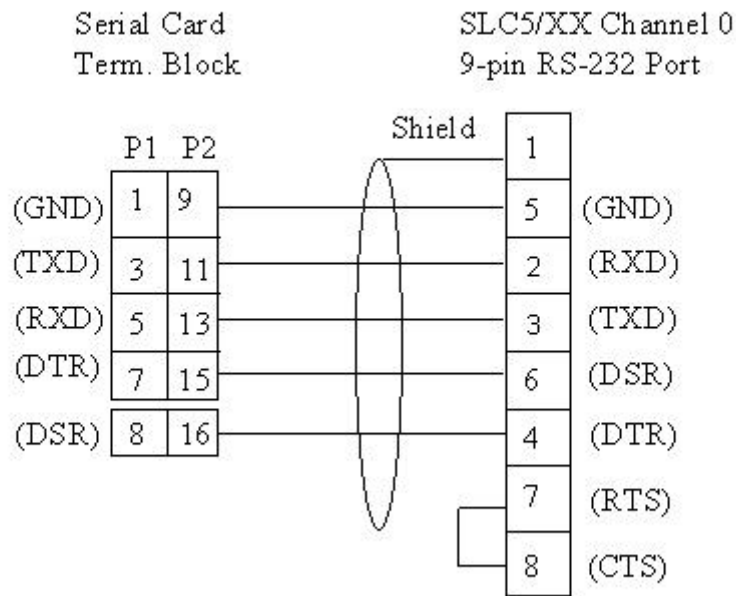 Serial Card SLC5/XX Channel 0
Term. Block 9-pin RS-232 Port
Shield 1
P1 P2
(GND) 1 9 5 (GND)
(TXD) 3 11 2 (RXD)
(RXD) 5 13 3 (TXD)
(DTR) 7 15 6 (DSR)
(DSR) 8 16 4 (DTR)
7 (RTS)
8 (CTS)